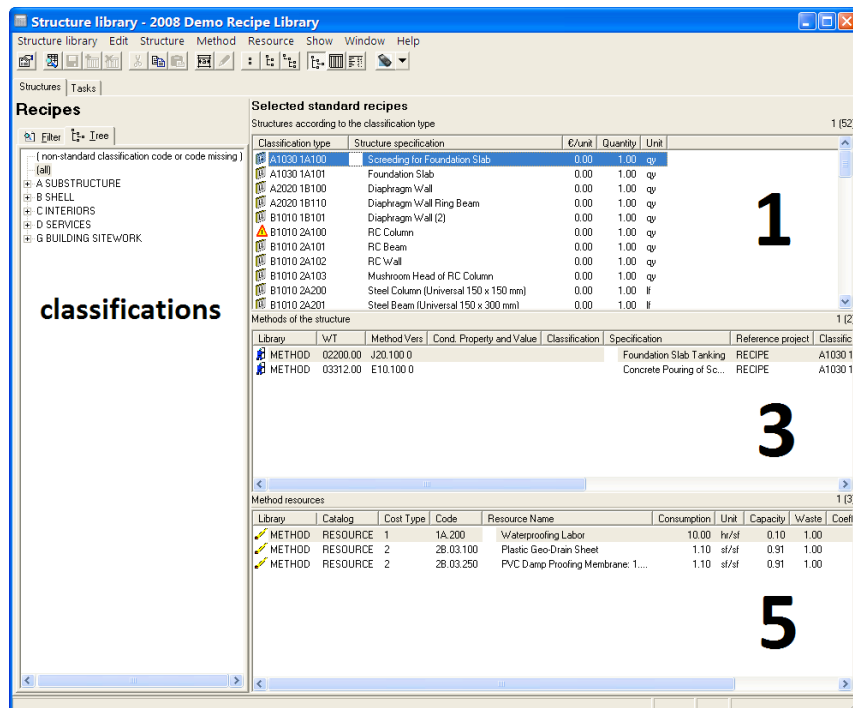 Structure library - 2008 Demo Recipe Library
Structure library Edit Structure Method Resource Show Window Help
Structures Tasks
Recipes
Filter Tree
( non-standard classification code or code missing )
(all)
A SUBSTRUCTURE
B SHELL
C INTERIORS
D SERVICES
G BUILDING SITEWORK
classifications
Selected standard recipes
Structures according to the classification type 1 (52)
Classification type Structure specification €/unit Quantity Unit
A1030 1A100 Screeding for Foundation Slab 0.00 1.00 qy
A1030 1A101 Foundation Slab 0.00 1.00 qy
A2020 1B100 Diaphragm Wall 0.00 1.00 qy
A2020 1B110 Diaphragm Wall Ring Beam 0.00 1.00 qy
B1010 1B101 Diaphragm Wall (2) 0.00 1.00 qy
B1010 2A100 RC Column 0.00 1.00 qy
B1010 2A101 RC Beam 0.00 1.00 qy
B1010 2A102 RC Wall 0.00 1.00 qy
B1010 2A103 Mushroom Head of RC Column 0.00 1.00 qy
B1010 2A200 Steel Column (Universal 150 x 150 mm) 0.00 1.00 lf
B1010 2A201 Steel Beam (Universal 150 x 300 mm) 0.00 1.00 lf
1
Methods of the structure 1 (2)
Library WT Method Vers Cond. Property and Value Classification Specification Reference project Classific
METHOD 02200.00 J20.100 0 Foundation Slab Tanking RECIPE A1030 1
METHOD 03312.00 E10.100 0 Concrete Pouring of Sc... RECIPE A1030 1
3
Method resources 1 (3)
Library Catalog Cost Type Code Resource Name Consumption Unit Capacity Waste Coeff
METHOD RESOURCE 1 1A.200 Waterproofing Labor 10.00 hr/sf 0.10 1.00
METHOD RESOURCE 2 2B.03.100 Plastic Geo-Drain Sheet 1.10 sf/sf 0.91 1.00
METHOD RESOURCE 2 2B.03.250 PVC Damp Proofing Membrane: 1.... 1.10 sf/sf 0.91 1.00
5